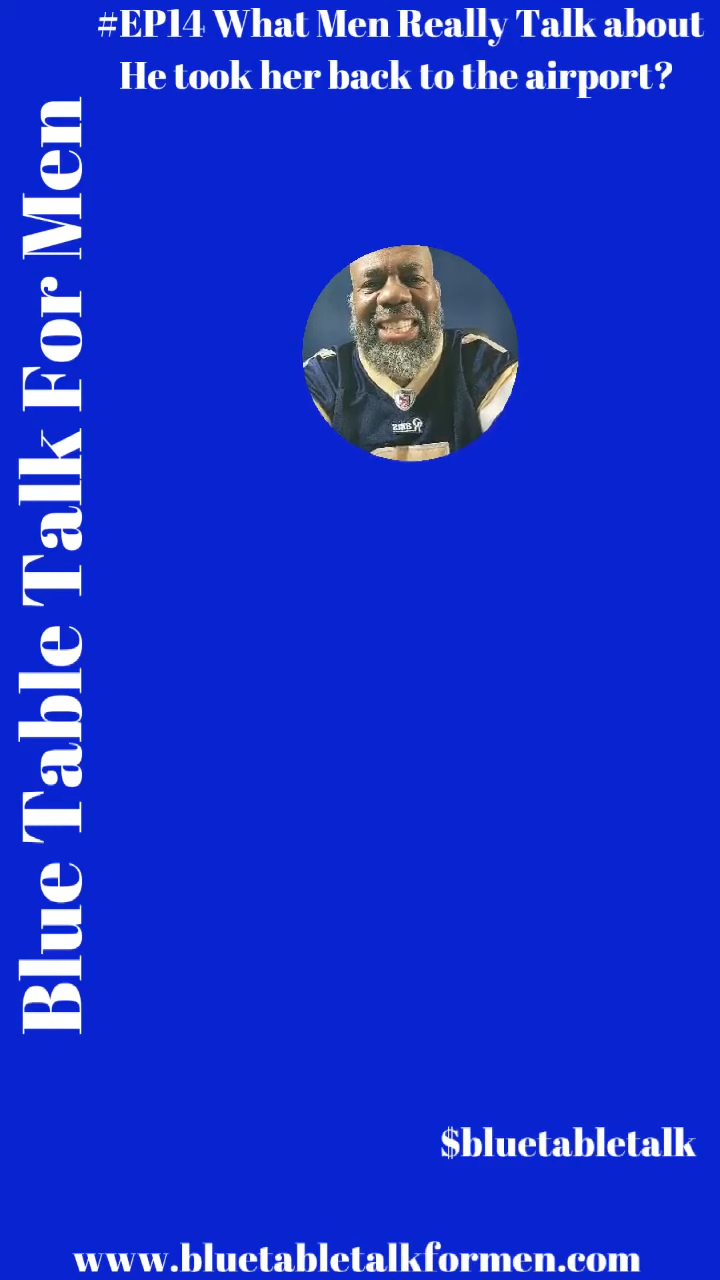 #EP14 What Men Really Talk about
He took her back to the airport?
Blue Table Talk For Men
$bluetabletalk
www.bluetabletalkformen.com